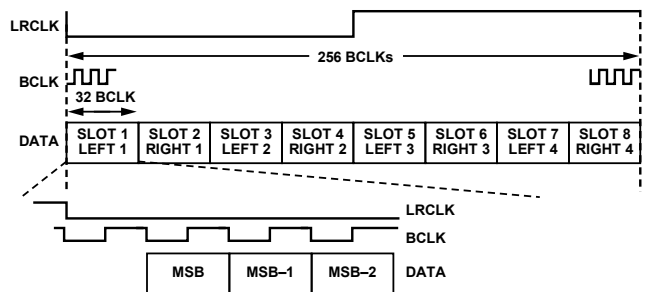 LRCLK
256 BCLKs
BCLK
32 BCLK
DATA
SLOT 1 LEFT 1
SLOT 2 RIGHT 1
SLOT 3 LEFT 2
SLOT 4 RIGHT 2
SLOT 5 LEFT 3
SLOT 6 RIGHT 3
SLOT 7 LEFT 4
SLOT 8 RIGHT 4
LRCLK
BCLK
MSB
MSB–1
MSB–2
DATA